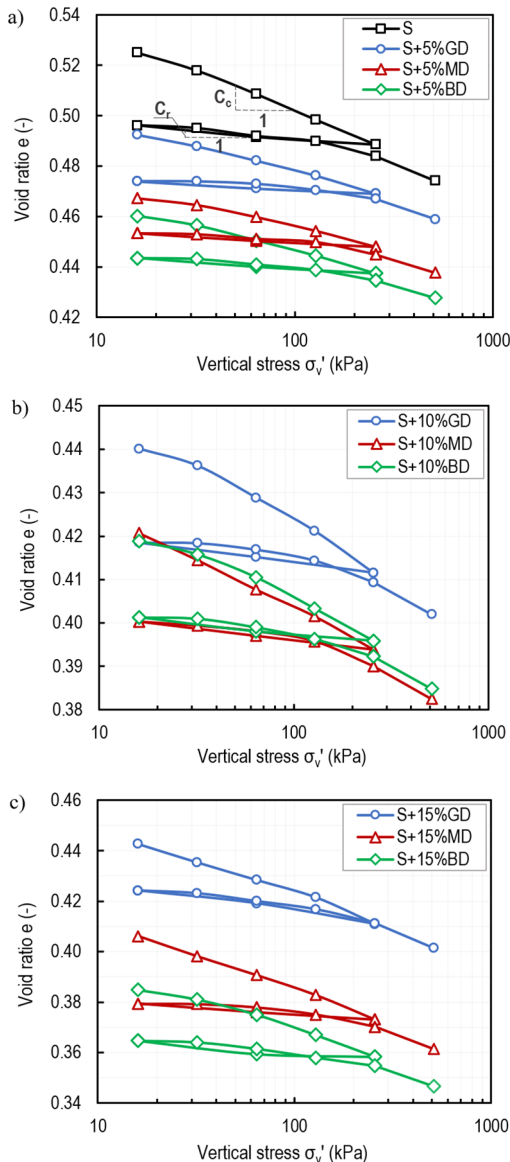 a)
0.54
0.52
0.50
0.48
0.46
0.44
0.42
Void ratio e (-)
S
S+5%GD
S+5%MD
S+5%BD
Cc
1
Cr
1
10
100
1000
Vertical stress σv' (kPa)
b)
0.45
0.44
0.43
0.42
0.41
0.40
0.39
0.38
Void ratio e (-)
S+10%GD
S+10%MD
S+10%BD
10
100
1000
Vertical stress σv' (kPa)
c)
0.46
0.44
0.42
0.40
0.38
0.36
0.34
Void ratio e (-)
S+15%GD
S+15%MD
S+15%BD
10
100
1000
Vertical stress σv' (kPa)